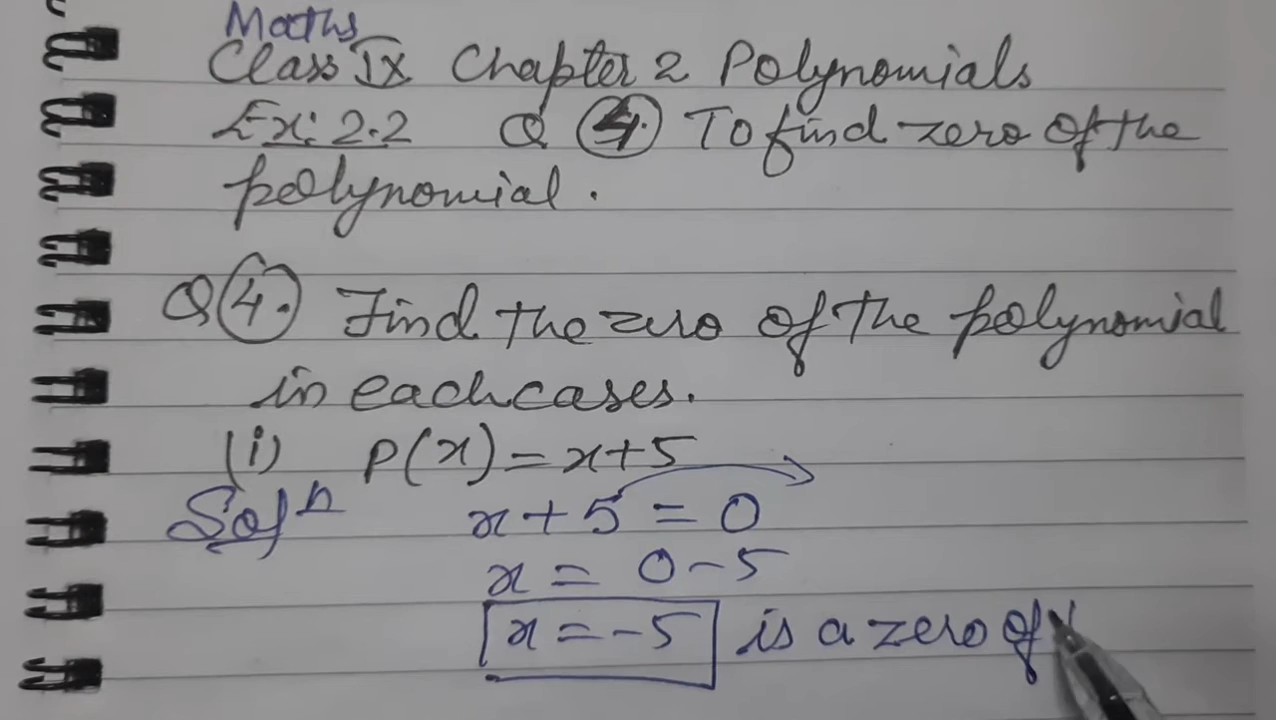 Maths
Class IX Chapter 2 Polynomials
Ex: 2.2 Q 4. To find zero of the
polynomial.
Q 4. Find the zero of the polynomial
in each cases.
(i) P(x) = x+5
Solⁿ x + 5 = 0
x = 0 - 5
x = -5 is a zero of